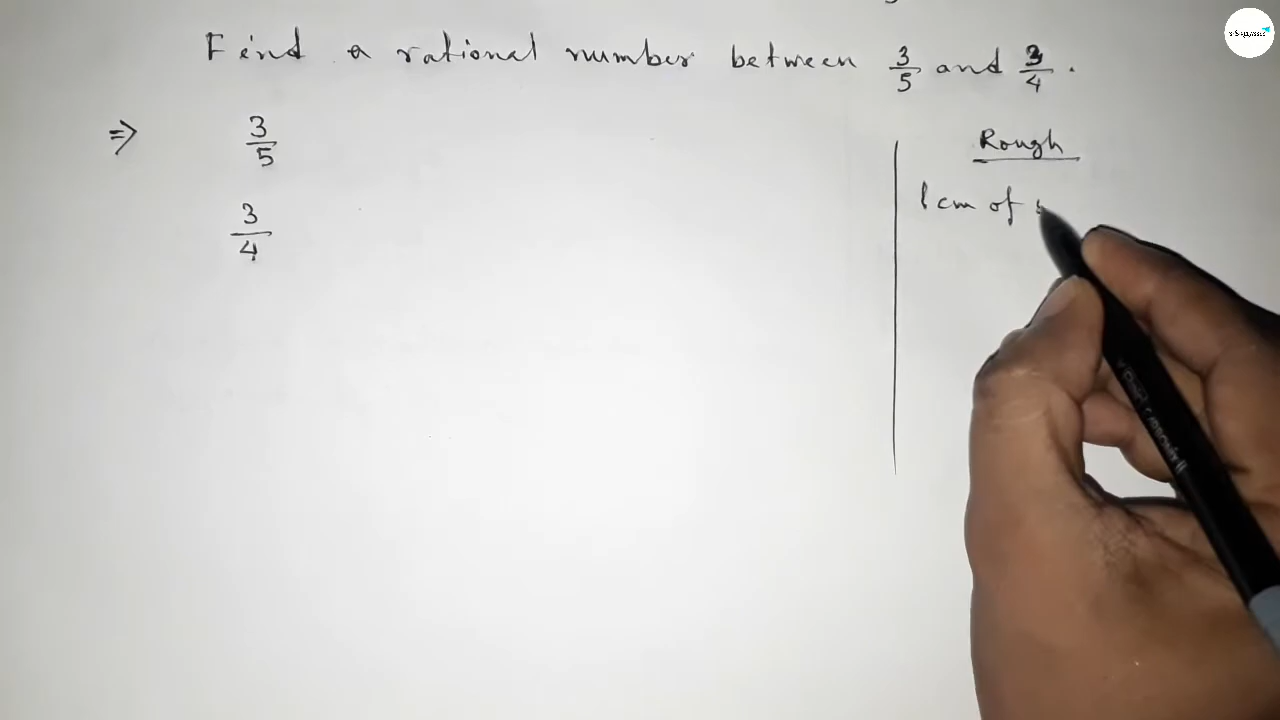 Find a rational number between 3/5 and 3/4 .
⇒ 3/5
3/4
Rough
lcm of